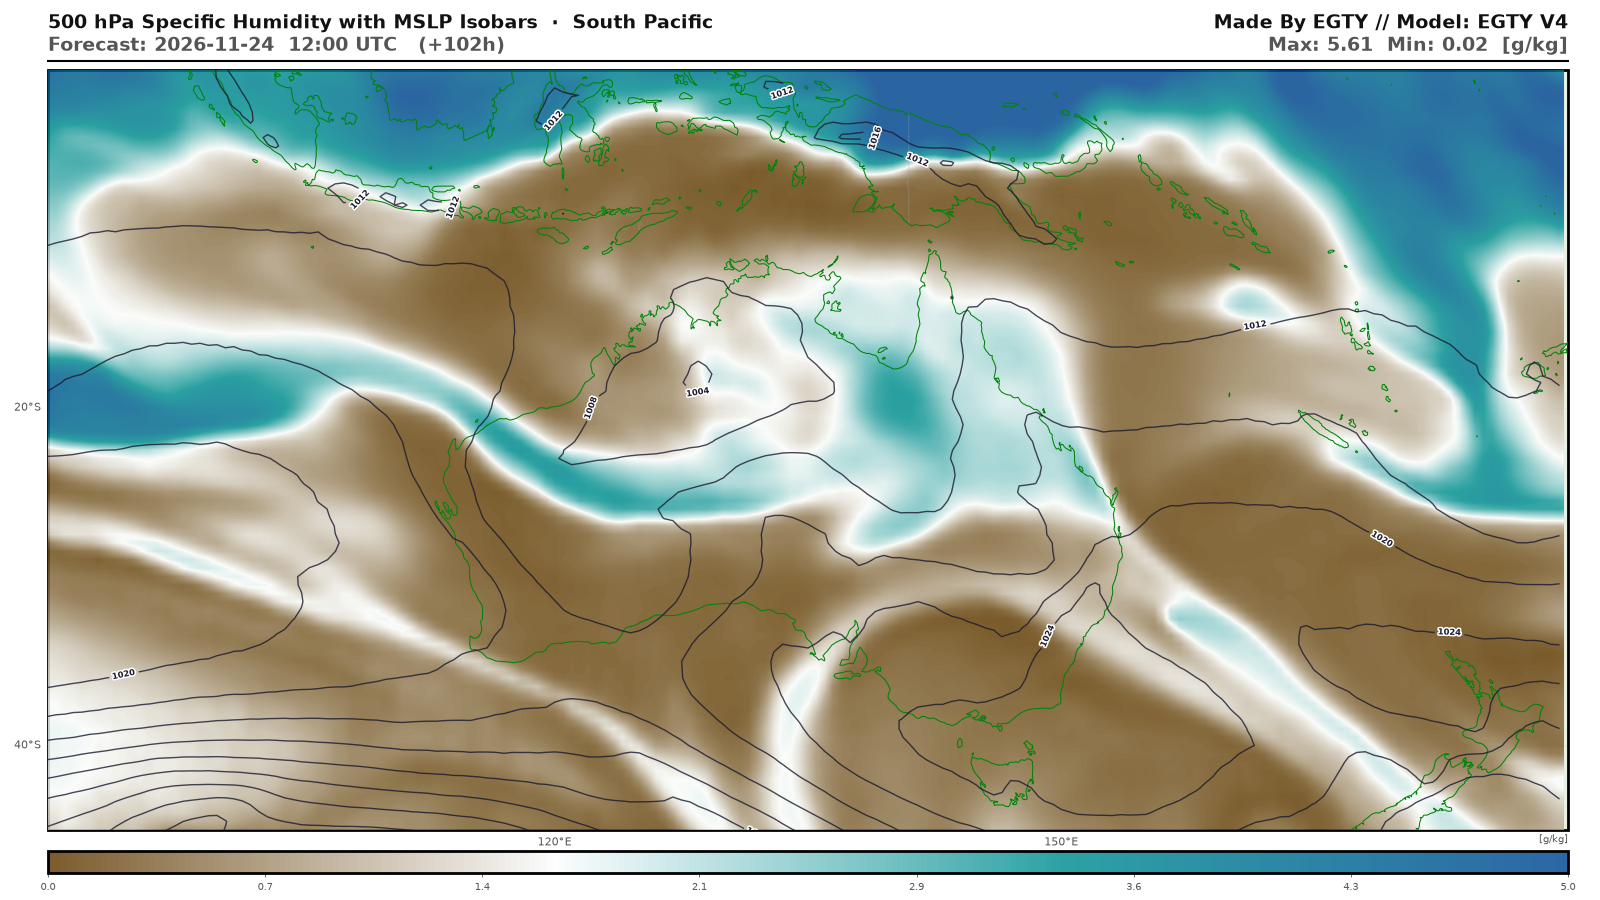 500 hPa Specific Humidity with MSLP Isobars · South Pacific
Made By EGTY // Model: EGTY V4
Forecast: 2026-11-24 12:00 UTC (+102h)
Max: 5.61 Min: 0.02 [g/kg]
1012
1012
1016
1012
1012
1012
1012
1004
20°S
1008
1020
1024
1024
1020
40°S
120°E
150°E
[g/kg]
0.0
0.7
1.4
2.1
2.9
3.6
4.3
5.0